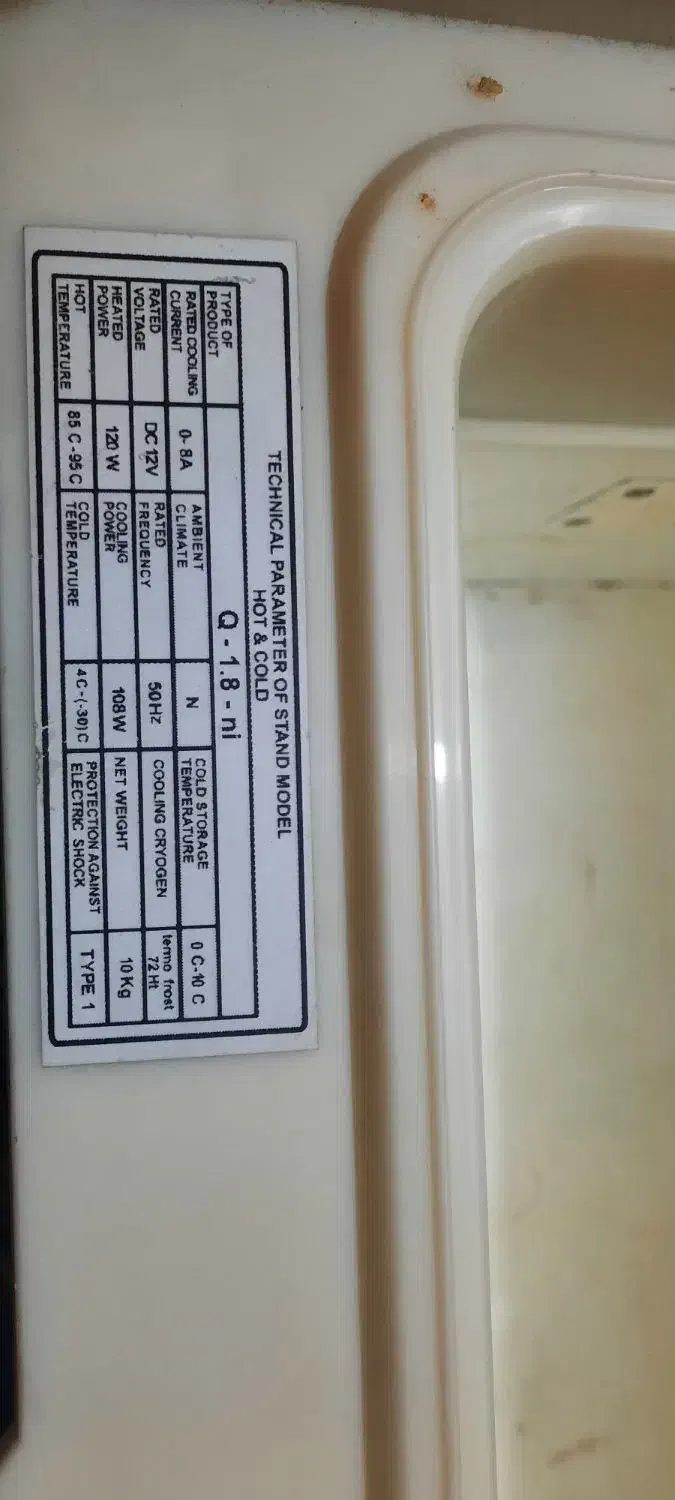 TECHNICAL PARAMETER OF STAND MODEL
HOT & COLD
TYPE OF
PRODUCT
Q - 1.8 - ni
RATED COOLING
CURRENT
0- 8A
AMBIENT
CLIMATE
N
COLD STORAGE
TEMPERATURE
0 C-10 C
RATED
VOLTAGE
DC 12V
RATED
FREQUENCY
50Hz
COOLING CRYOGEN
termo frost
72 Ht
HEATED
POWER
120 W
COOLING
POWER
108W
NET WEIGHT
10 Kg
HOT
TEMPERATURE
85 C -95 C
COLD
TEMPERATURE
4 C - (-30) C
PROTECTION AGAINST
ELECTRIC SHOCK
TYPE 1